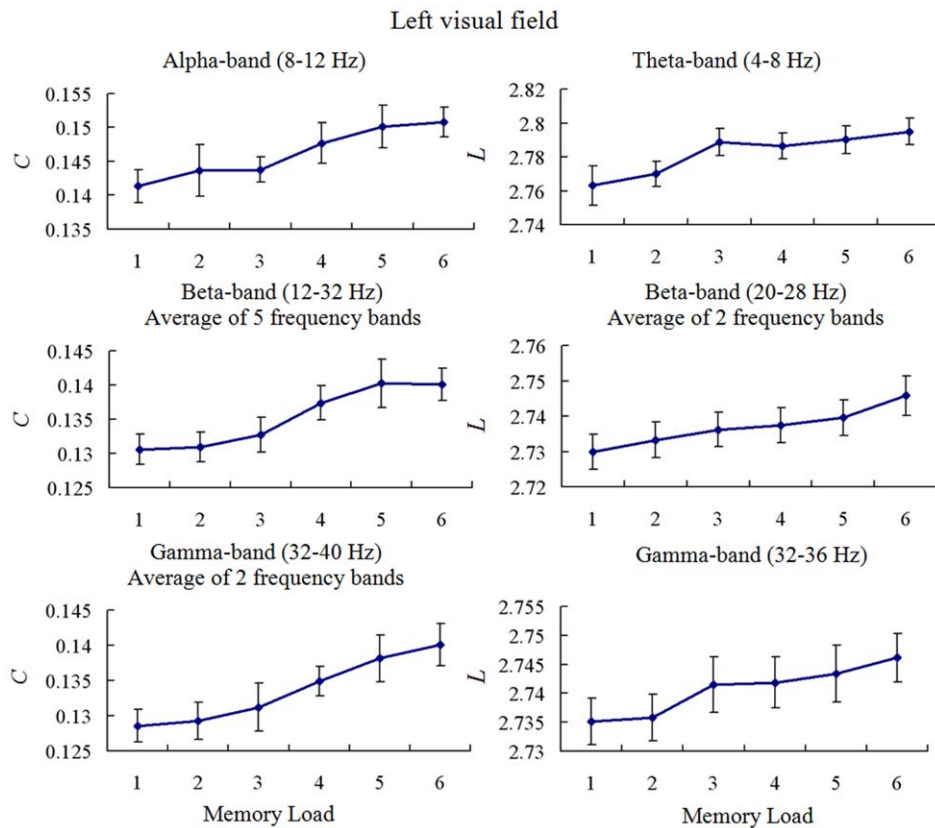 Left visual field
Alpha-band (8-12 Hz)
C
0.155
0.15
0.145
0.14
0.135
1 2 3 4 5 6
Theta-band (4-8 Hz)
L
2.82
2.8
2.78
2.76
2.74
1 2 3 4 5 6
Beta-band (12-32 Hz)
Average of 5 frequency bands
C
0.145
0.14
0.135
0.13
0.125
1 2 3 4 5 6
Beta-band (20-28 Hz)
Average of 2 frequency bands
L
2.76
2.75
2.74
2.73
2.72
1 2 3 4 5 6
Gamma-band (32-40 Hz)
Average of 2 frequency bands
C
0.145
0.14
0.135
0.13
0.125
1 2 3 4 5 6
Memory Load
Gamma-band (32-36 Hz)
L
2.755
2.75
2.745
2.74
2.735
2.73
1 2 3 4 5 6
Memory Load